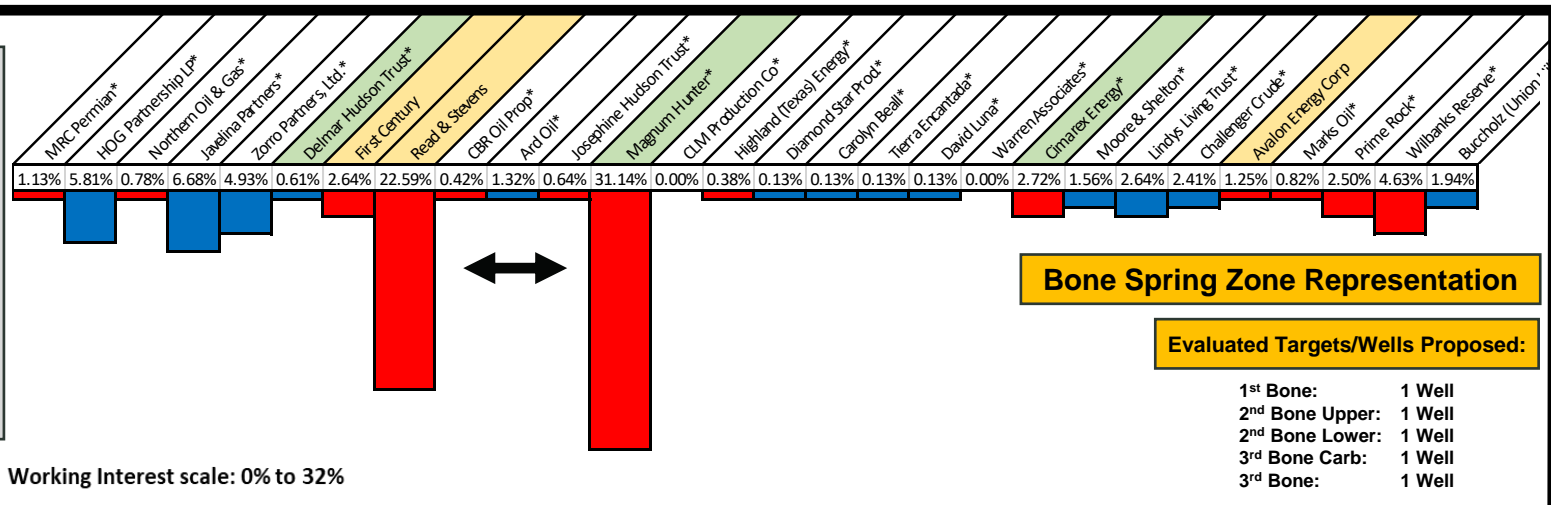 MRC Permian*
HOG Partnership LP*
Northern Oil & Gas*
Javelina Partners*
Zorro Partners, Ltd.*
Delmar Hudson Trust*
First Century
Read & Stevens
CBR Oil Prop*
Ard Oil*
Josephine Hudson Trust*
Magnum Hunter*
CLM Production Co*
Highland (Texas) Energy*
Diamond Star Prod*
Carolyn Beall*
Tierra Encantada*
David Luna*
Warren Associates*
Cimarex Energy*
Moore & Shelton*
Lindys Living Trust*
Challenger Crude*
Avalon Energy Corp
Marks Oil*
Prime Rock*
Wilbanks Reserve*
Buccholz (Union
1.13% 5.81% 0.78% 6.68% 4.93% 0.61% 2.64% 22.59% 0.42% 1.32% 0.64% 31.14% 0.00% 0.38% 0.13% 0.13% 0.13% 0.13% 0.00% 2.72% 1.56% 2.64% 2.41% 1.25% 0.82% 2.50% 4.63% 1.94%
Bone Spring Zone Representation
Evaluated Targets/Wells Proposed:
1st Bone: 1 Well
2nd Bone Upper: 1 Well
2nd Bone Lower: 1 Well
3rd Bone Carb: 1 Well
3rd Bone: 1 Well
Working Interest scale: 0% to 32%